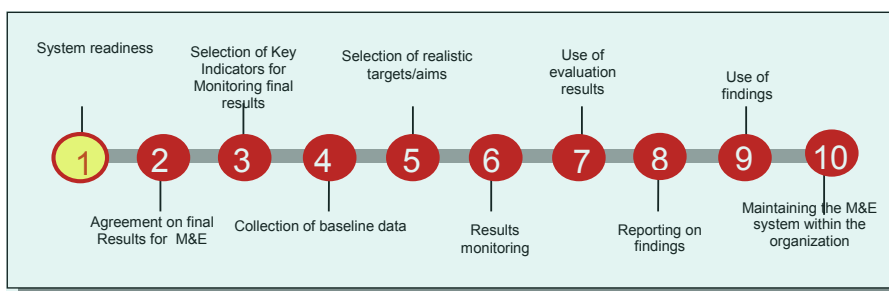 System readiness
1
Agreement on final
Results for M&E
2
Selection of Key
Indicators for
Monitoring final
results
3
Collection of baseline data
4
Selection of realistic
targets/aims
5
Results
monitoring
6
Use of
evaluation
results
7
Reporting on
findings
8
Use of
findings
9
Maintaining the M&E
system within the
organization
10